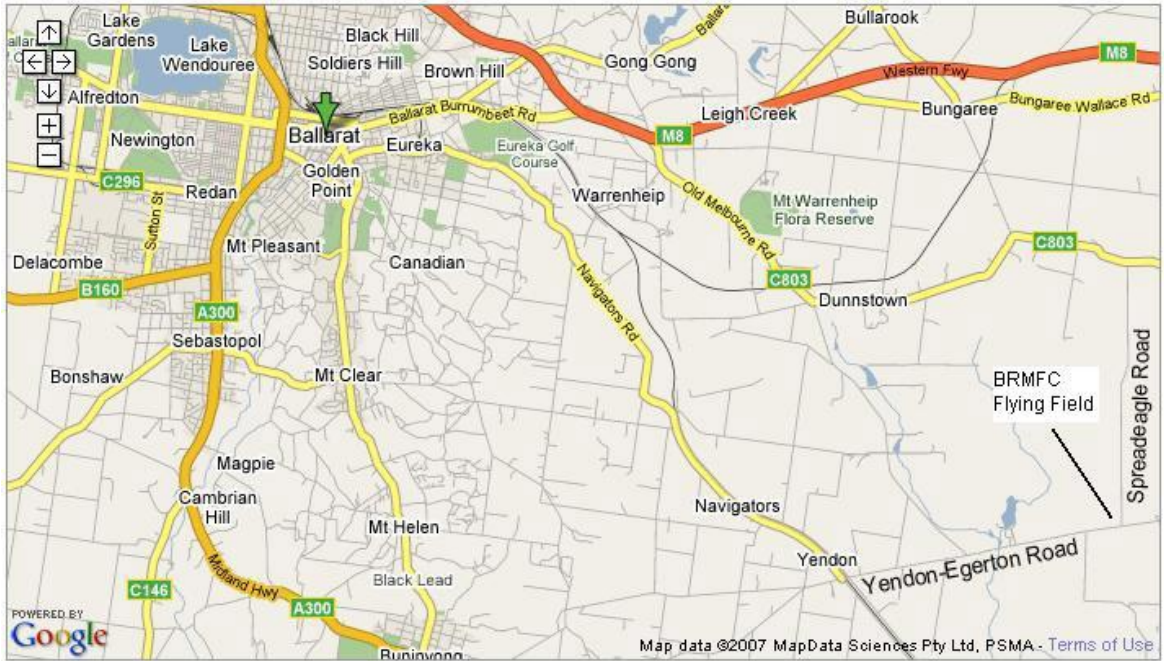 Lake
Gardens
Lake
Wendouree
Black Hill
Soldiers Hill
Brown Hill
Gong Gong
Bullarook
M8
Western Fwy
Alfredton
Ballarat Burrumbeet Rd
Leigh Creek
Bungaree
Bungaree Wallace Rd
Newington
Ballarat
Eureka
Eureka Golf
Course
M8
C296
Redan
Golden
Point
Warrenheip
Old Melbourne Rd
Mt Warrenheip
Flora Reserve
Sutton St
Mt Pleasant
Canadian
Delacombe
B160
C803
C803
Dunnstown
Navigators Rd
A300
Sebastopol
Bonshaw
Mt Clear
BRMFC
Flying Field
Spreadeagle Road
Magpie
Cambrian
Hill
Mt Helen
Navigators
Yendon
Yendon-Egerton Road
Black Lead
C146
Midland Hwy
A300
Buninyong
POWERED BY
Google
Map data ©2007 MapData Sciences Pty Ltd, PSMA - Terms of Use